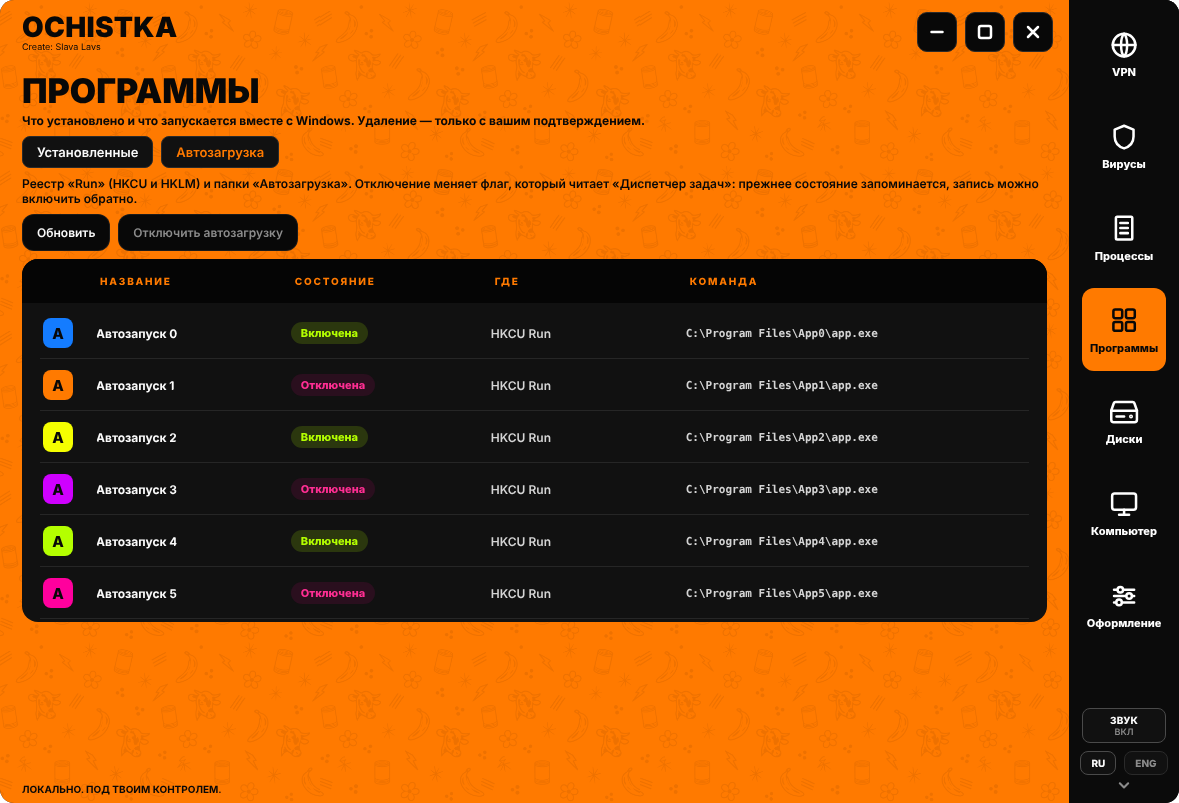 OCHISTKA
Create: Slava Lavs
ПРОГРАММЫ
Что установлено и что запускается вместе с Windows. Удаление — только с вашим подтверждением.
Установленные
Автозагрузка
Реестр «Run» (HKCU и HKLM) и папки «Автозагрузка». Отключение меняет флаг, который читает «Диспетчер задач»: прежнее состояние запоминается, запись можно
включить обратно.
Обновить
Отключить автозагрузку
НАЗВАНИЕ СОСТОЯНИЕ ГДЕ КОМАНДА
A Автозапуск 0 Включена HKCU Run C:\Program Files\App0\app.exe
A Автозапуск 1 Отключена HKCU Run C:\Program Files\App1\app.exe
A Автозапуск 2 Включена HKCU Run C:\Program Files\App2\app.exe
A Автозапуск 3 Отключена HKCU Run C:\Program Files\App3\app.exe
A Автозапуск 4 Включена HKCU Run C:\Program Files\App4\app.exe
A Автозапуск 5 Отключена HKCU Run C:\Program Files\App5\app.exe
ЛОКАЛЬНО. ПОД ТВОИМ КОНТРОЛЕМ.
VPN
Вирусы
Процессы
Программы
Диски
Компьютер
Оформление
ЗВУК
ВКЛ
RU
ENG